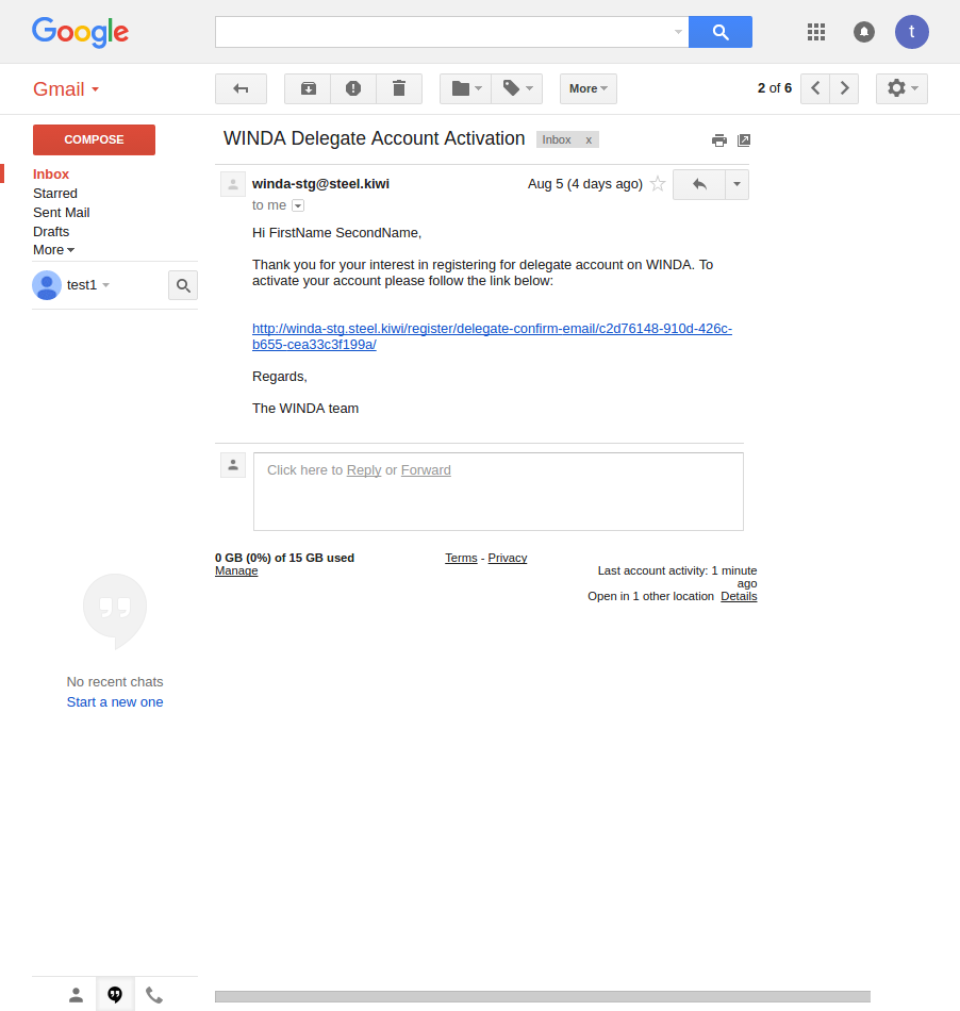 Google
t
Gmail
More
2 of 6
COMPOSE
WINDA Delegate Account Activation
Inbox x
Inbox
Starred
Sent Mail
Drafts
More
test1
winda-stg@steel.kiwi
Aug 5 (4 days ago)
to me
Hi FirstName SecondName,
Thank you for your interest in registering for delegate account on WINDA. To
activate your account please follow the link below:
http://winda-stg.steel.kiwi/register/delegate-confirm-email/c2d76148-910d-426c-
b655-cea33c3f199a/
Regards,
The WINDA team
Click here to Reply or Forward
0 GB (0%) of 15 GB used
Manage
Terms - Privacy
Last account activity: 1 minute
ago
Open in 1 other location Details
No recent chats
Start a new one